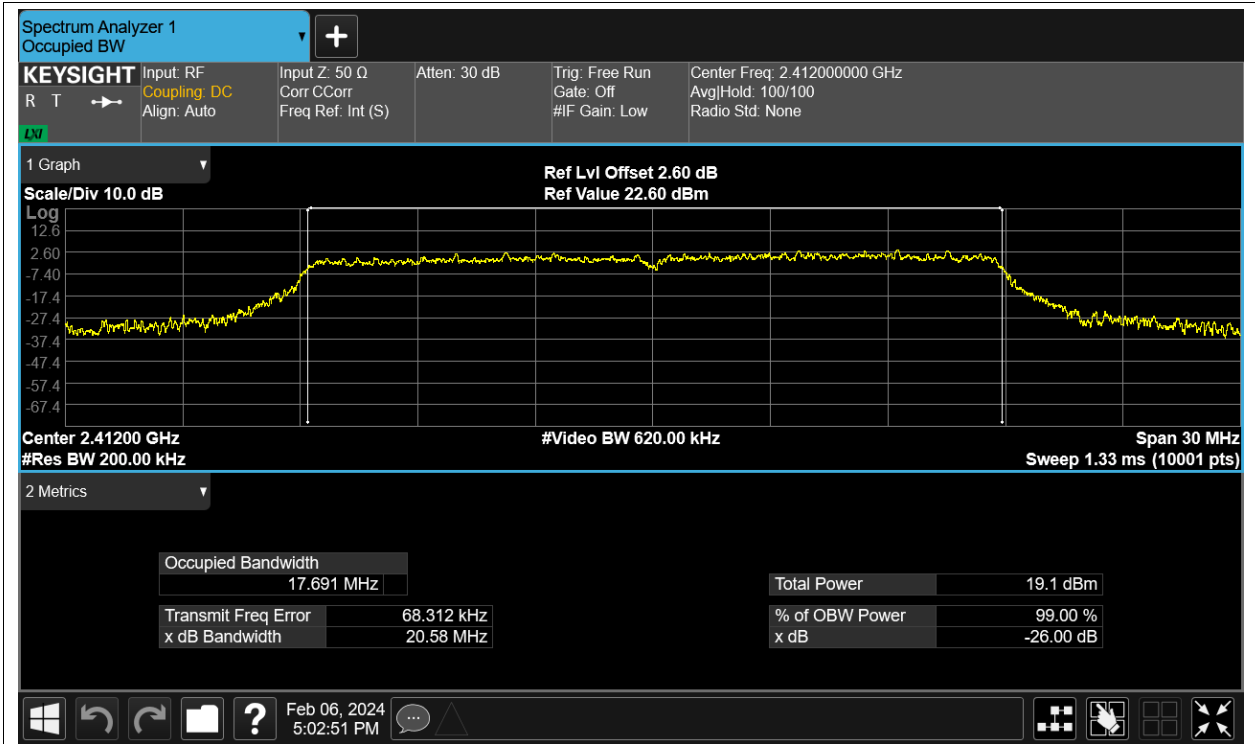 Spectrum Analyzer 1
Occupied BW
KEYSIGHT
R T
LXI
Input: RF
Coupling: DC
Align: Auto
Input Z: 50 Ω
Corr CCorr
Freq Ref: Int (S)
Atten: 30 dB
Trig: Free Run
Gate: Off
#IF Gain: Low
Center Freq: 2.412000000 GHz
Avg|Hold: 100/100
Radio Std: None
1 Graph
Ref Lvl Offset 2.60 dB
Scale/Div 10.0 dB
Ref Value 22.60 dBm
Log
12.6
2.60
-7.40
-17.4
-27.4
-37.4
-47.4
-57.4
-67.4
Center 2.41200 GHz
#Video BW 620.00 kHz
Span 30 MHz
#Res BW 200.00 kHz
Sweep 1.33 ms (10001 pts)
2 Metrics
Occupied Bandwidth
17.691 MHz
Total Power 19.1 dBm
Transmit Freq Error 68.312 kHz
% of OBW Power 99.00 %
x dB Bandwidth 20.58 MHz
x dB -26.00 dB
?
Feb 06, 2024
5:02:51 PM